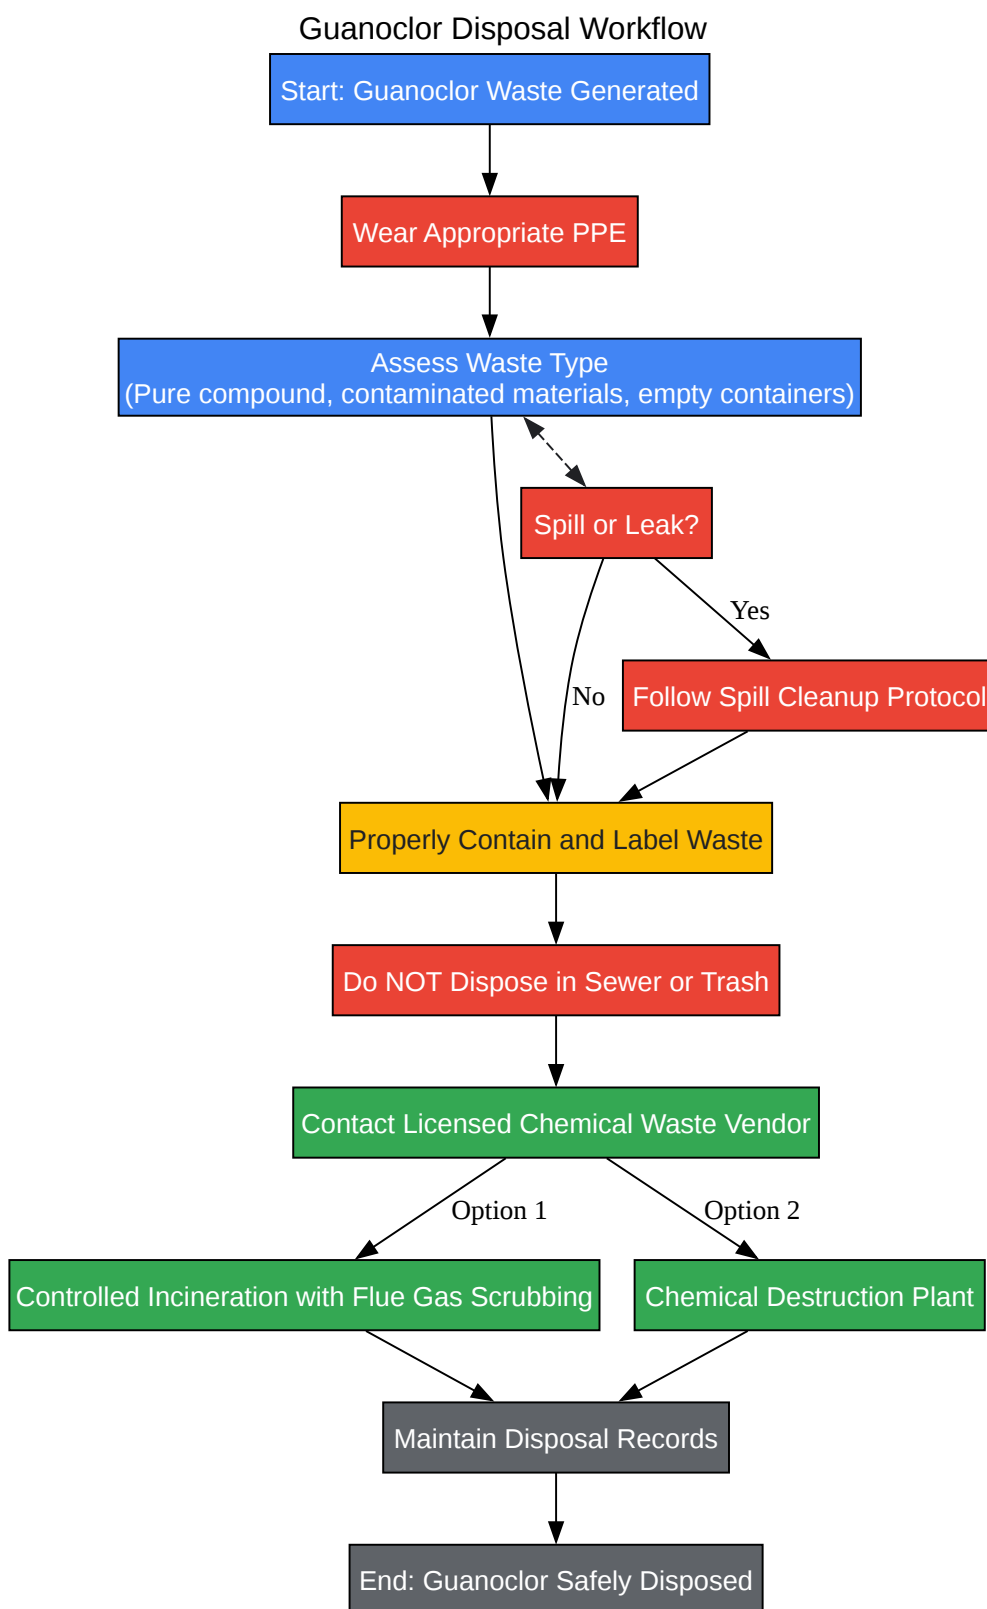 Guanoclor Disposal Workflow
Start: Guanoclor Waste Generated
Wear Appropriate PPE
Assess Waste Type
(Pure compound, contaminated materials, empty containers)
Spill or Leak?
Yes
No
Follow Spill Cleanup Protocol
Properly Contain and Label Waste
Do NOT Dispose in Sewer or Trash
Contact Licensed Chemical Waste Vendor
Option 1
Option 2
Controlled Incineration with Flue Gas Scrubbing
Chemical Destruction Plant
Maintain Disposal Records
End: Guanoclor Safely Disposed